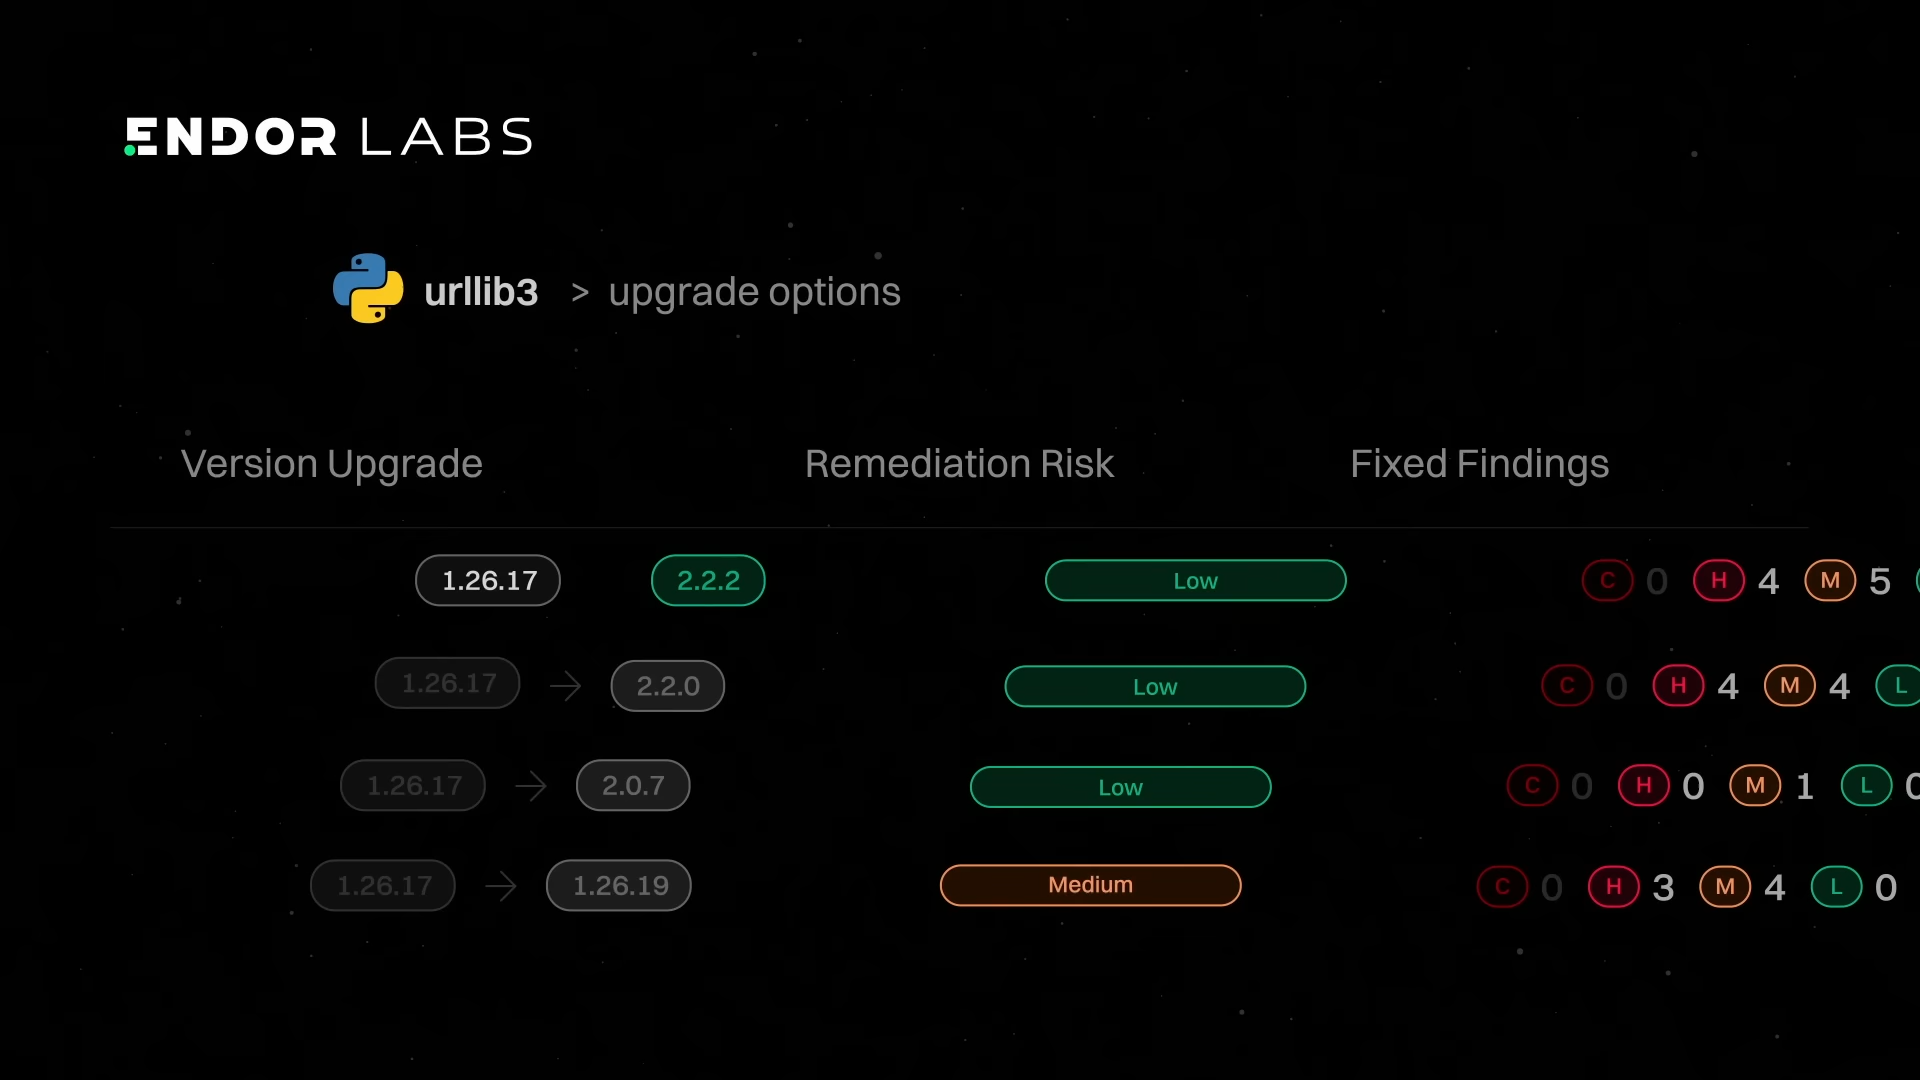 ENDOR LABS
urllib3 > upgrade options
Version Upgrade Remediation Risk Fixed Findings
1.26.17 2.2.2 Low C 0 H 4 M 5
1.26.17 → 2.2.0 Low C 0 H 4 M 4 L
1.26.17 → 2.0.7 Low C 0 H 0 M 1 L 0
1.26.17 → 1.26.19 Medium C 0 H 3 M 4 L 0